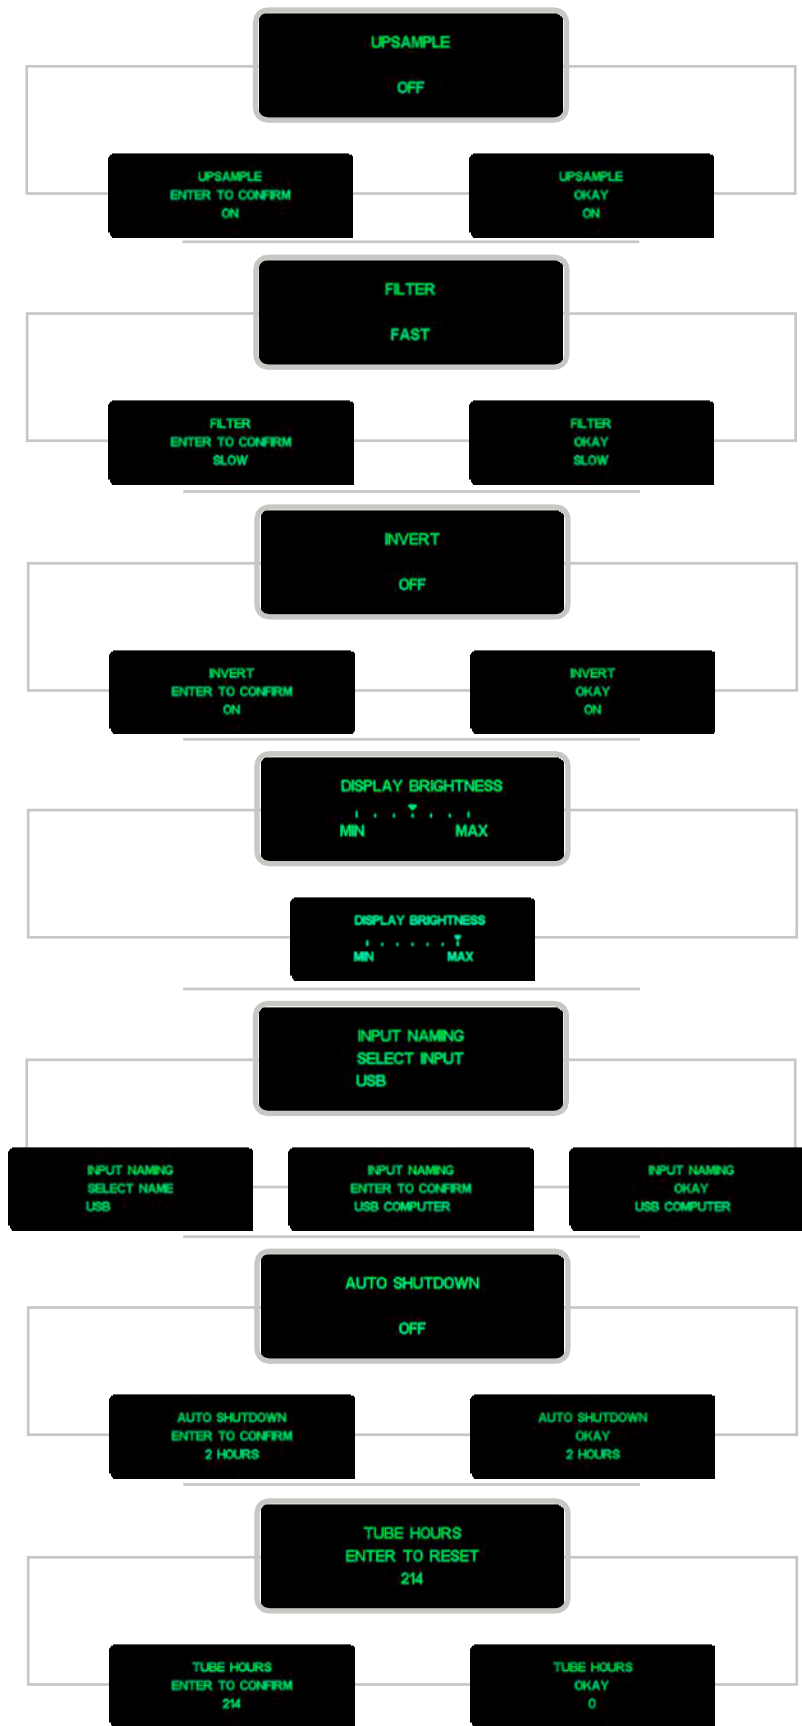 UPSAMPLE
OFF
UPSAMPLE
ENTER TO CONFIRM
ON
UPSAMPLE
OKAY
ON
FILTER
FAST
FILTER
ENTER TO CONFIRM
SLOW
FILTER
OKAY
SLOW
INVERT
OFF
INVERT
ENTER TO CONFIRM
ON
INVERT
OKAY
ON
DISPLAY BRIGHTNESS
MIN MAX
DISPLAY BRIGHTNESS
MIN MAX
INPUT NAMING
SELECT INPUT
USB
INPUT NAMING
SELECT NAME
USB
INPUT NAMING
ENTER TO CONFIRM
USB COMPUTER
INPUT NAMING
OKAY
USB COMPUTER
AUTO SHUTDOWN
OFF
AUTO SHUTDOWN
ENTER TO CONFIRM
2 HOURS
AUTO SHUTDOWN
OKAY
2 HOURS
TUBE HOURS
ENTER TO RESET
214
TUBE HOURS
ENTER TO CONFIRM
214
TUBE HOURS
OKAY
0